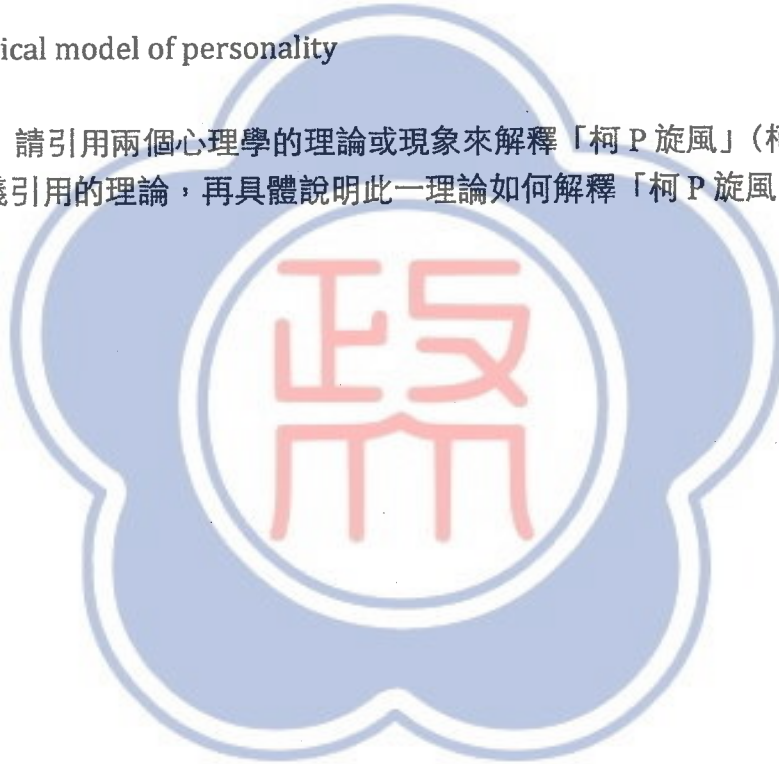 ical model of personality
請引用兩個心理學的理論或現象來解釋「柯 P 旋風」(柯
引用的理論，再具體說明此一理論如何解釋「柯 P 旋風
政大